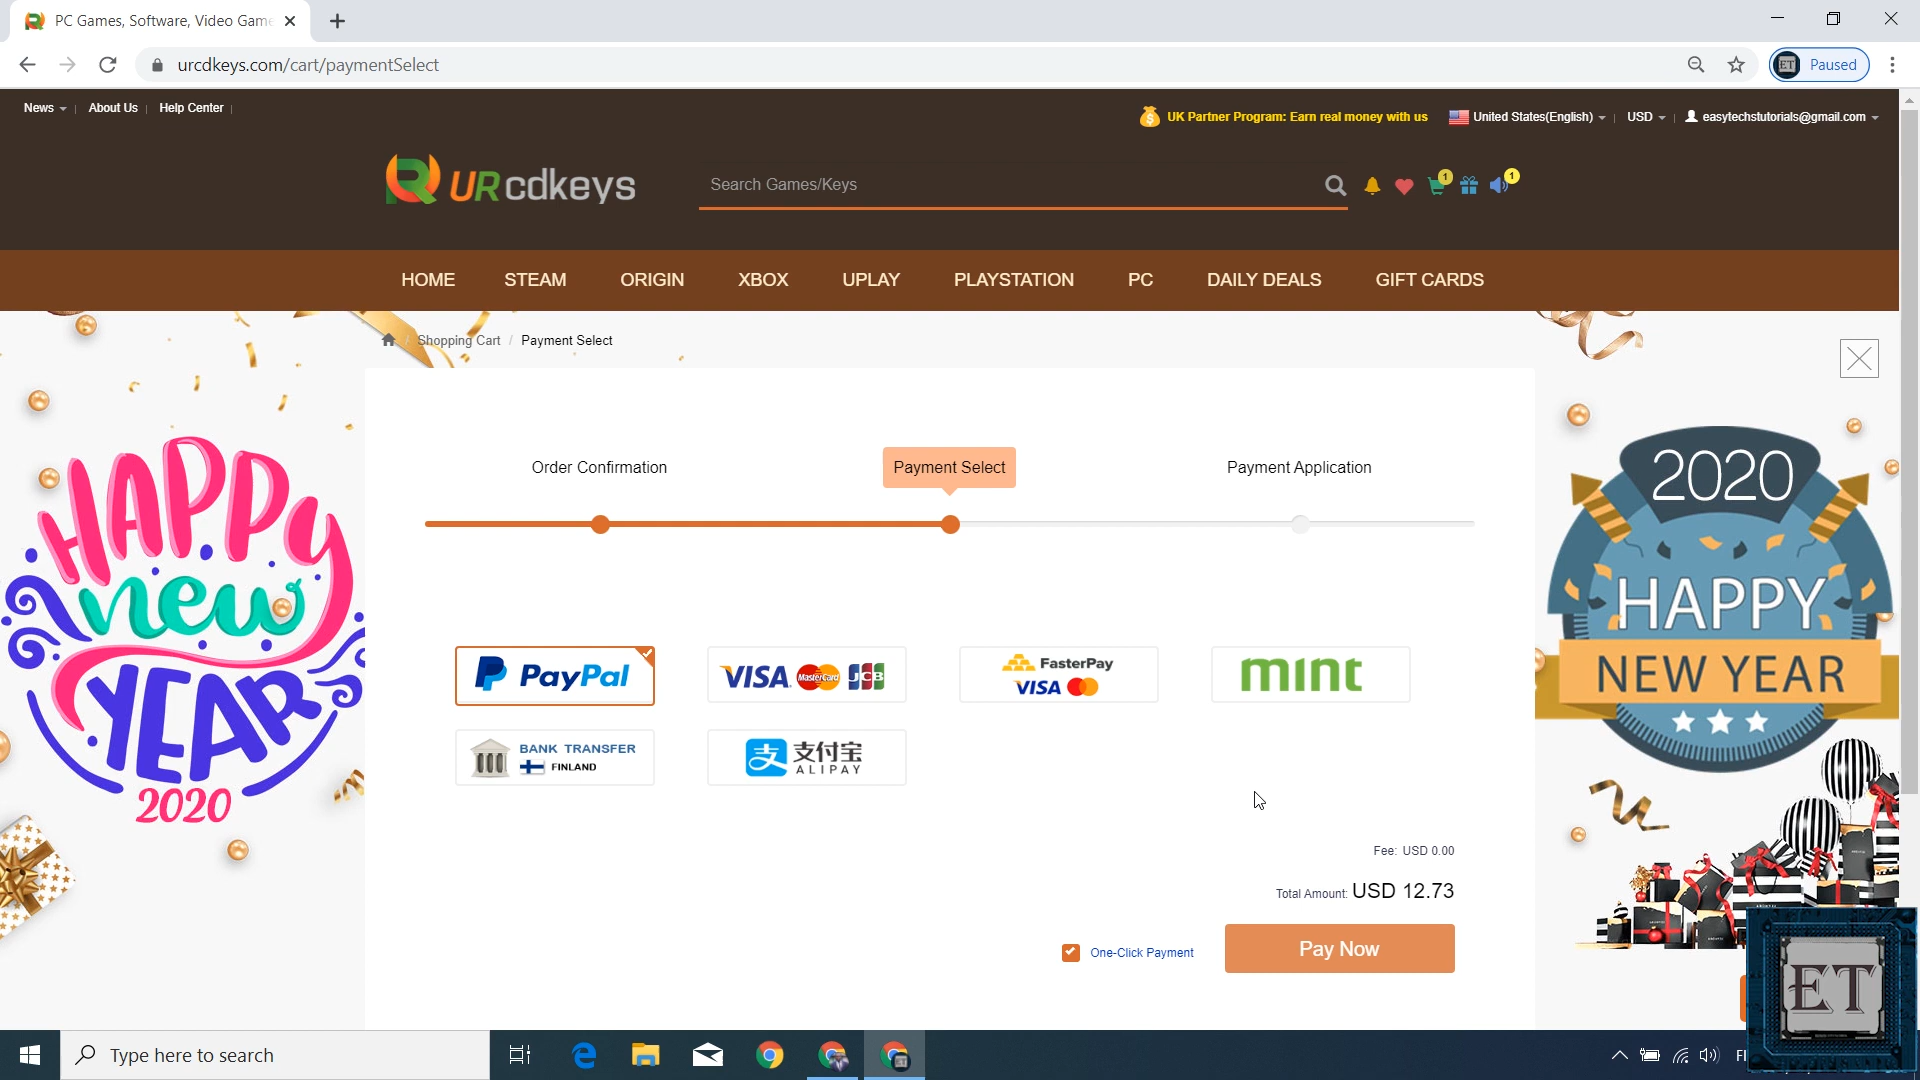 PC Games, Software, Video Game
urcdkeys.com/cart/paymentSelect
ET
Paused
News
About Us
Help Center
UK Partner Program: Earn real money with us
United States(English)
USD
easytechstutorials@gmail.com
URcdkeys
Search Games/Keys
1
1
HOME
STEAM
ORIGIN
XBOX
UPLAY
PLAYSTATION
PC
DAILY DEALS
GIFT CARDS
/ Shopping Cart / Payment Select
Order Confirmation
Payment Select
Payment Application
HAPPY
new
YEAR
2020
2020
HAPPY
NEW YEAR
PayPal
VISA MasterCard JCB
FasterPay
VISA
mint
BANK TRANSFER
FINLAND
支 支付宝
ALIPAY
Fee: USD 0.00
Total Amount: USD 12.73
One-Click Payment
Pay Now
ET
Type here to search